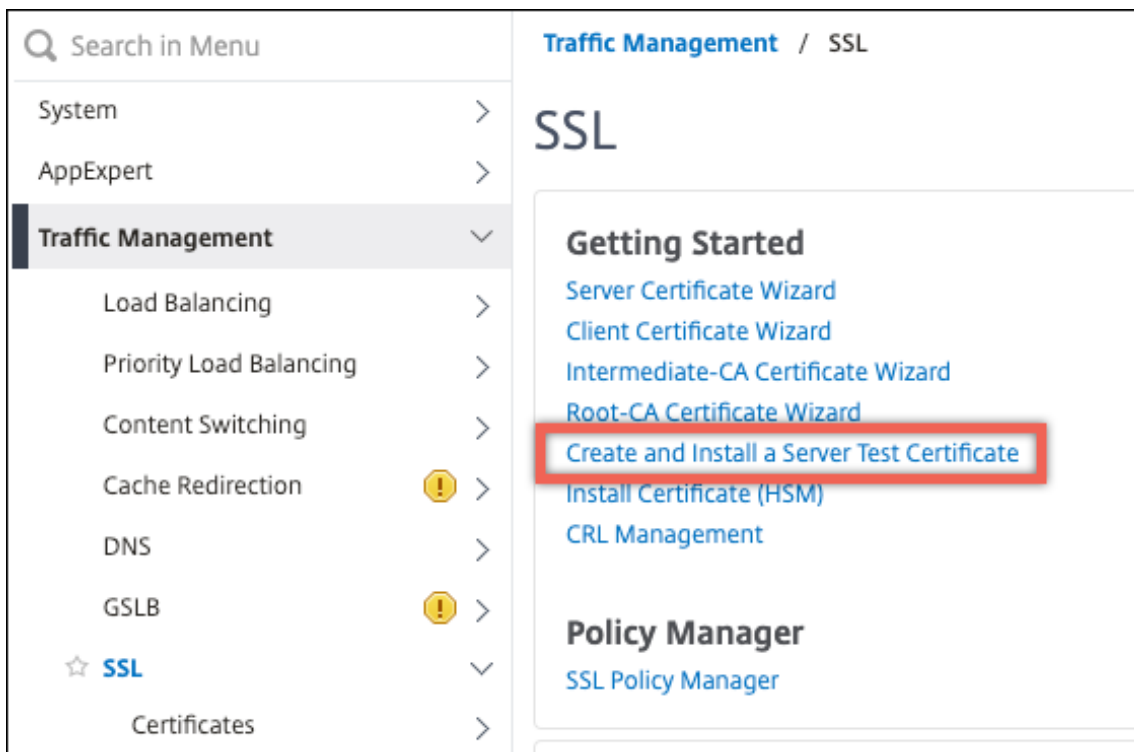 Search in Menu
System
AppExpert
Traffic Management
Load Balancing
Priority Load Balancing
Content Switching
Cache Redirection
DNS
GSLB
SSL
Certificates
Traffic Management / SSL
SSL
Getting Started
Server Certificate Wizard
Client Certificate Wizard
Intermediate-CA Certificate Wizard
Root-CA Certificate Wizard
Create and Install a Server Test Certificate
Install Certificate (HSM)
CRL Management
Policy Manager
SSL Policy Manager